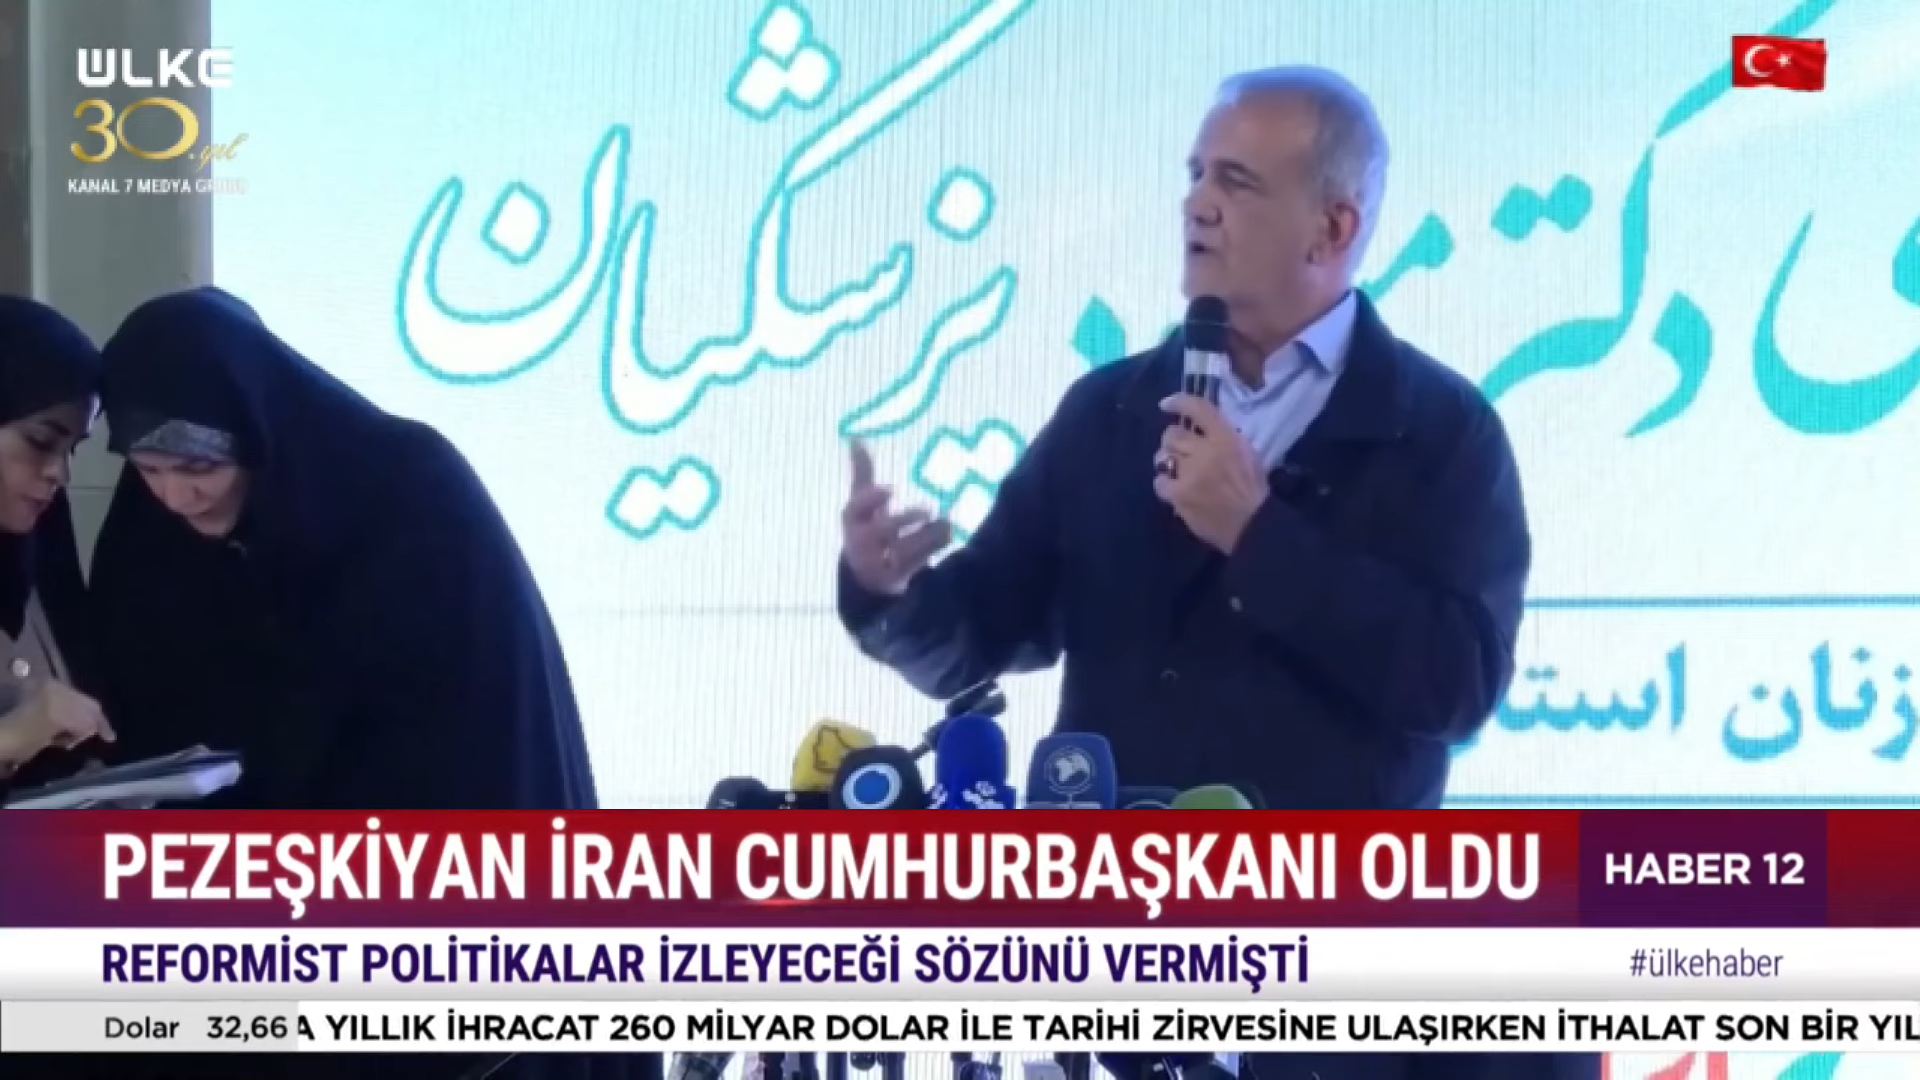 ÜLKE
30.yıl
KANAL 7 MEDYA GRUBU
دکتر پزشکیان
زنان استا
PEZEŞKİYAN İRAN CUMHURBAŞKANI OLDU
HABER 12
REFORMİST POLİTİKALAR İZLEYECEĞİ SÖZÜNÜ VERMİŞTİ
#ülkehaber
Dolar 32,66
YILLIK İHRACAT 260 MİLYAR DOLAR İLE TARİHİ ZİRVESİNE ULAŞIRKEN İTHALAT SON BİR YIL